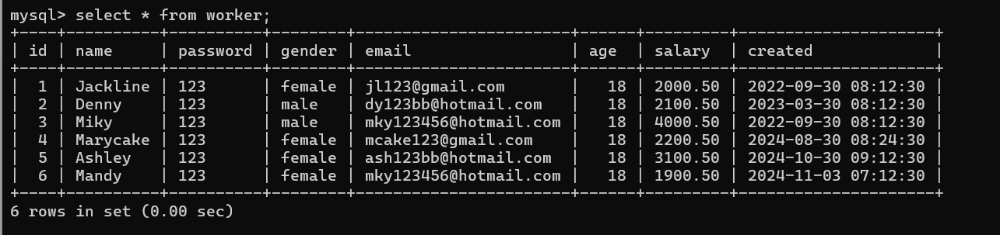 mysql> select * from worker;
+----+----------+----------+--------+-----------------------+------+---------+---------------------+
| id | name     | password | gender | email                 | age  | salary  | created             |
+----+----------+----------+--------+-----------------------+------+---------+---------------------+
|  1 | Jackline | 123      | female | jl123@gmail.com       |   18 | 2000.50 | 2022-09-30 08:12:30 |
|  2 | Denny    | 123      | male   | dy123bb@hotmail.com   |   18 | 2100.50 | 2023-03-30 08:12:30 |
|  3 | Miky     | 123      | male   | mky123456@hotmail.com |   18 | 4000.50 | 2022-09-30 08:12:30 |
|  4 | Marycake | 123      | female | mcake123@gmail.com    |   18 | 2200.50 | 2024-08-30 08:24:30 |
|  5 | Ashley   | 123      | female | ash123bb@hotmail.com  |   18 | 3100.50 | 2024-10-30 09:12:30 |
|  6 | Mandy    | 123      | female | mky123456@hotmail.com |   18 | 1900.50 | 2024-11-03 07:12:30 |
+----+----------+----------+--------+-----------------------+------+---------+---------------------+
6 rows in set (0.00 sec)